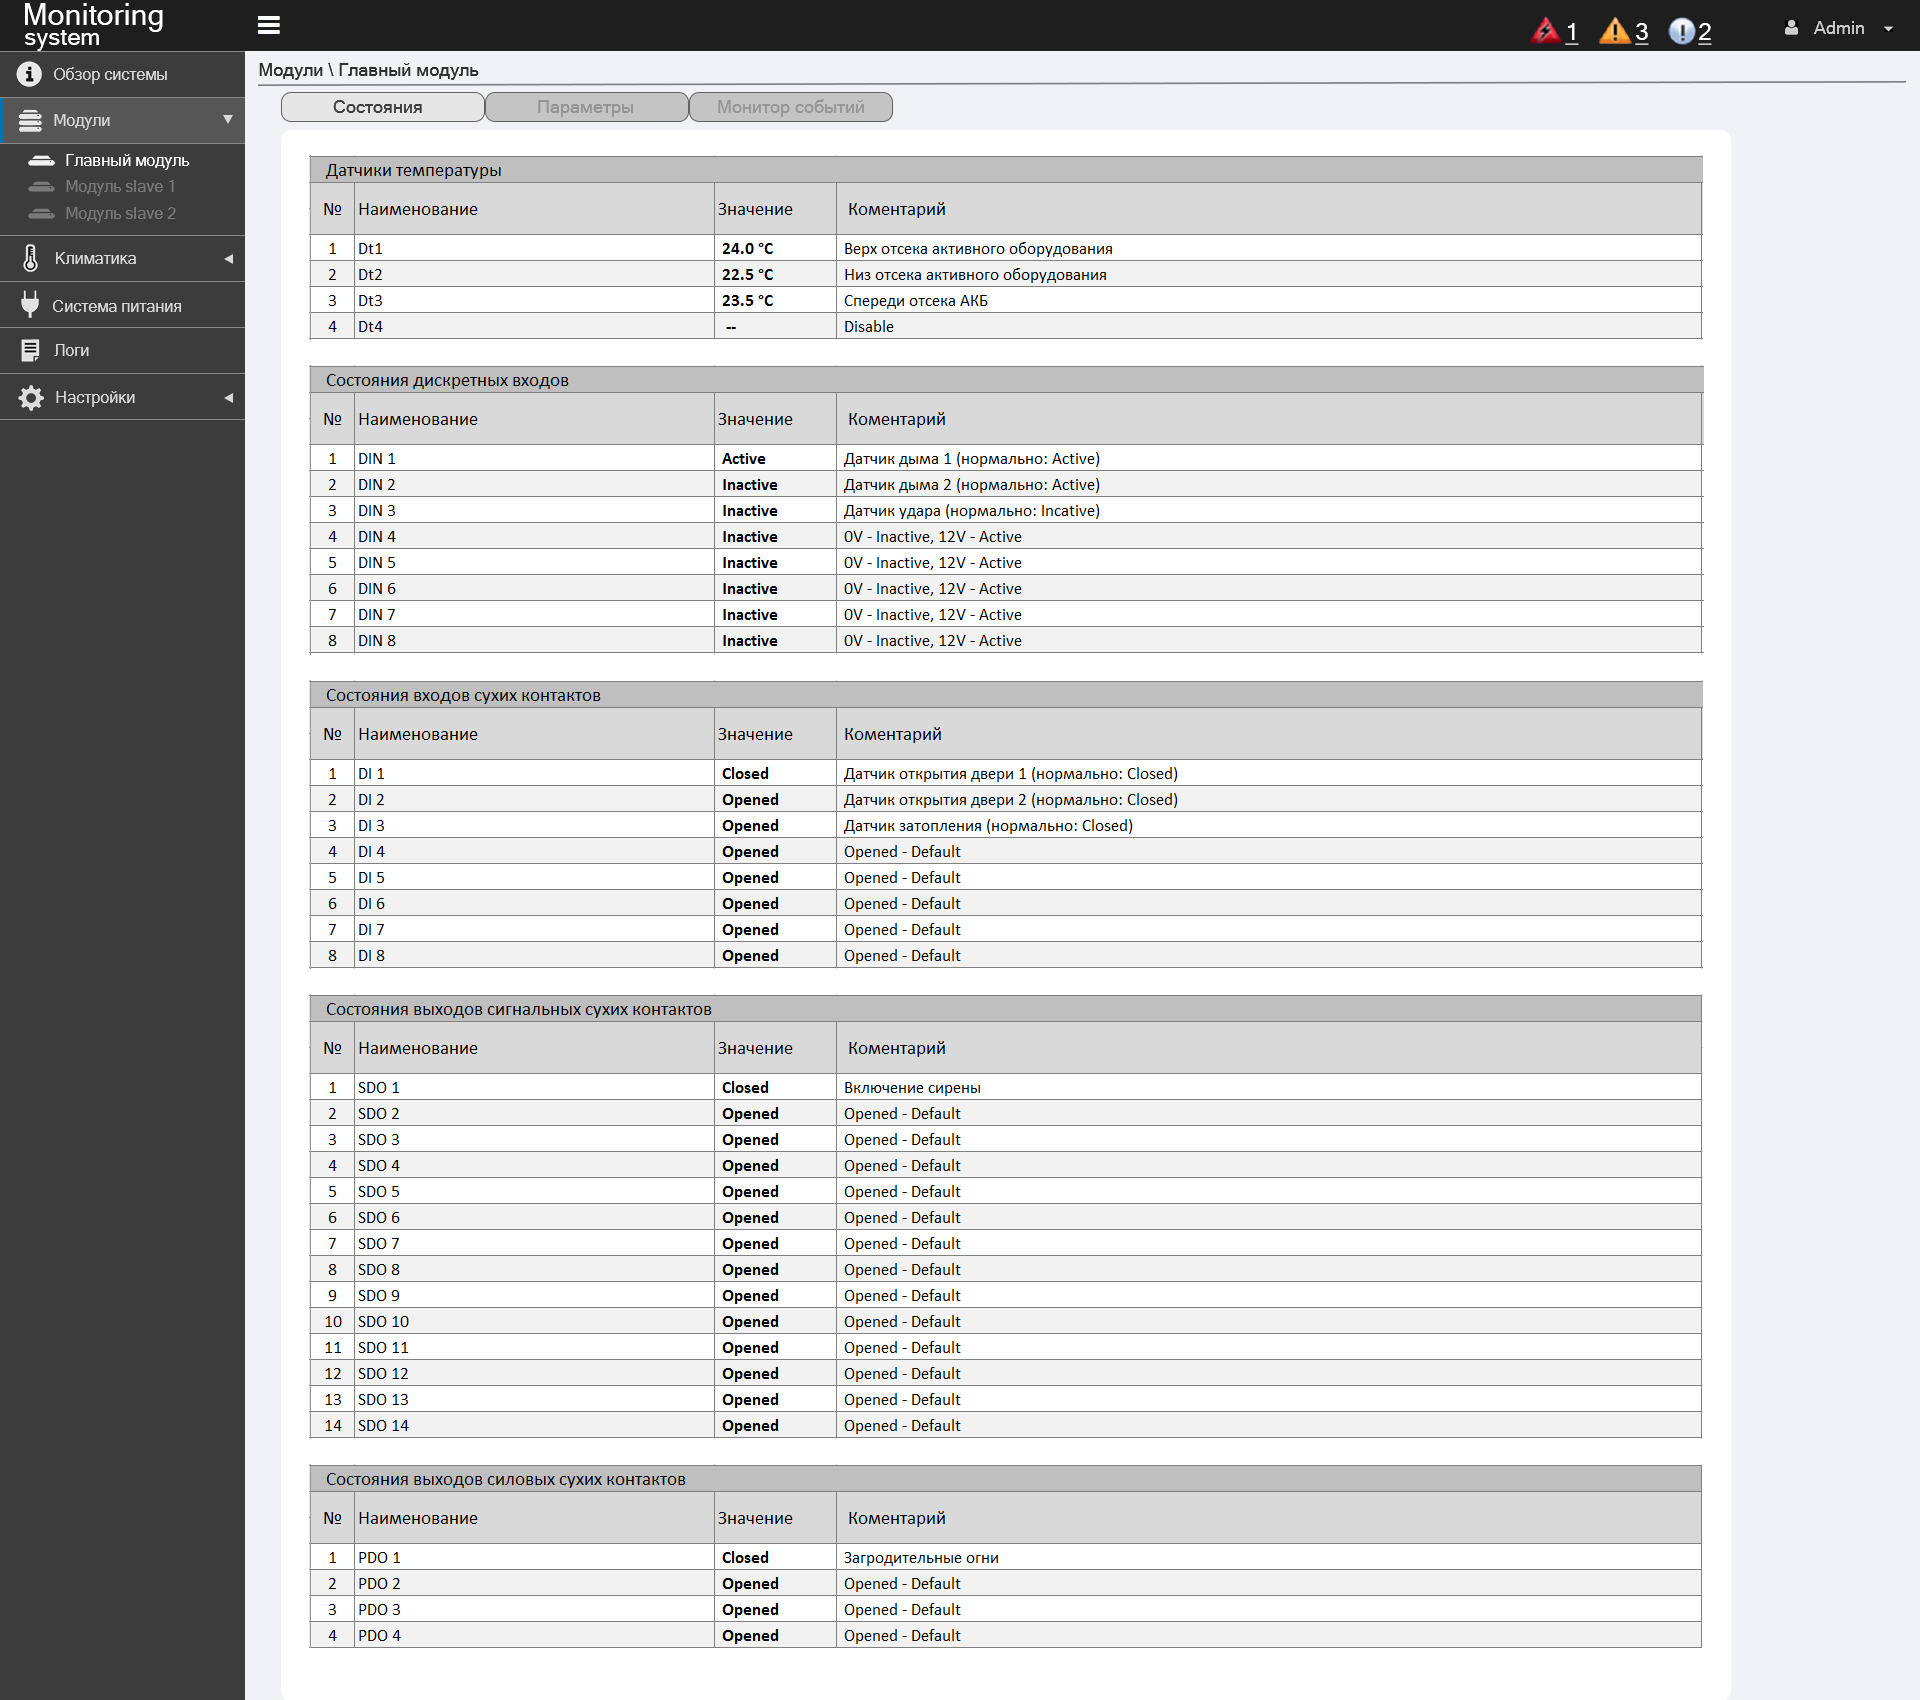 Monitoring
system
1 3 2 Admin
Обзор системы
Модули
Главный модуль
Модуль slave 1
Модуль slave 2
Климатика
Система питания
Логи
Настройки
Модули \ Главный модуль
Состояния Параметры Монитор событий
Датчики температуры
№ Наименование Значение Коментарий
1 Dt1 24.0 °C Верх отсека активного оборудования
2 Dt2 22.5 °C Низ отсека активного оборудования
3 Dt3 23.5 °C Спереди отсека АКБ
4 Dt4 -- Disable
Состояния дискретных входов
№ Наименование Значение Коментарий
1 DIN 1 Active Датчик дыма 1 (нормально: Active)
2 DIN 2 Inactive Датчик дыма 2 (нормально: Active)
3 DIN 3 Inactive Датчик удара (нормально: Incative)
4 DIN 4 Inactive 0V - Inactive, 12V - Active
5 DIN 5 Inactive 0V - Inactive, 12V - Active
6 DIN 6 Inactive 0V - Inactive, 12V - Active
7 DIN 7 Inactive 0V - Inactive, 12V - Active
8 DIN 8 Inactive 0V - Inactive, 12V - Active
Состояния входов сухих контактов
№ Наименование Значение Коментарий
1 DI 1 Closed Датчик открытия двери 1 (нормально: Closed)
2 DI 2 Opened Датчик открытия двери 2 (нормально: Closed)
3 DI 3 Opened Датчик затопления (нормально: Closed)
4 DI 4 Opened Opened - Default
5 DI 5 Opened Opened - Default
6 DI 6 Opened Opened - Default
7 DI 7 Opened Opened - Default
8 DI 8 Opened Opened - Default
Состояния выходов сигнальных сухих контактов
№ Наименование Значение Коментарий
1 SDO 1 Closed Включение сирены
2 SDO 2 Opened Opened - Default
3 SDO 3 Opened Opened - Default
4 SDO 4 Opened Opened - Default
5 SDO 5 Opened Opened - Default
6 SDO 6 Opened Opened - Default
7 SDO 7 Opened Opened - Default
8 SDO 8 Opened Opened - Default
9 SDO 9 Opened Opened - Default
10 SDO 10 Opened Opened - Default
11 SDO 11 Opened Opened - Default
12 SDO 12 Opened Opened - Default
13 SDO 13 Opened Opened - Default
14 SDO 14 Opened Opened - Default
Состояния выходов силовых сухих контактов
№ Наименование Значение Коментарий
1 PDO 1 Closed Загродительные огни
2 PDO 2 Opened Opened - Default
3 PDO 3 Opened Opened - Default
4 PDO 4 Opened Opened - Default